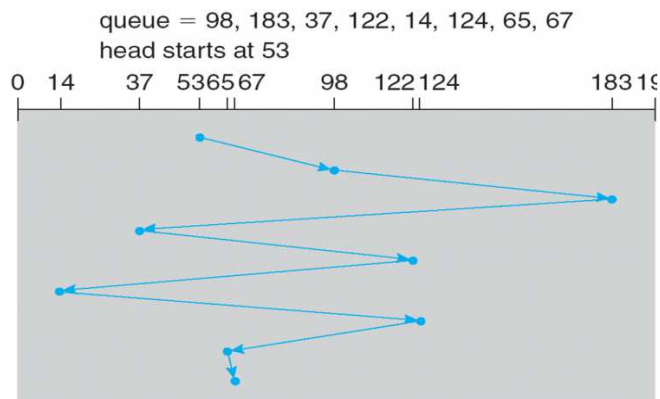 queue = 98, 183, 37, 122, 14, 124, 65, 67
head starts at 53
0 14 37 53 65 67 98 122 124 183 19